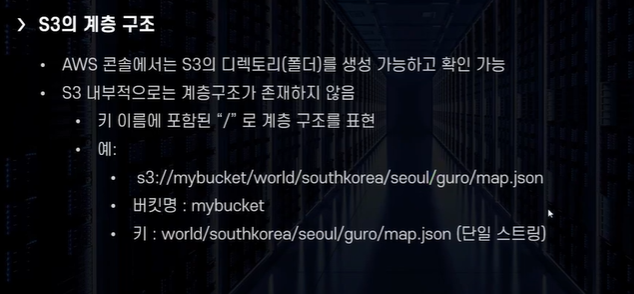 › S3의 계층 구조
• AWS 콘솔에서는 S3의 디렉토리(폴더)를 생성 가능하고 확인 가능
• S3 내부적으로는 계층구조가 존재하지 않음
• 키 이름에 포함된 “/” 로 계층 구조를 표현
• 예:
• s3://mybucket/world/southkorea/seoul/guro/map.json
• 버킷명 : mybucket
• 키 : world/southkorea/seoul/guro/map.json (단일 스트링)